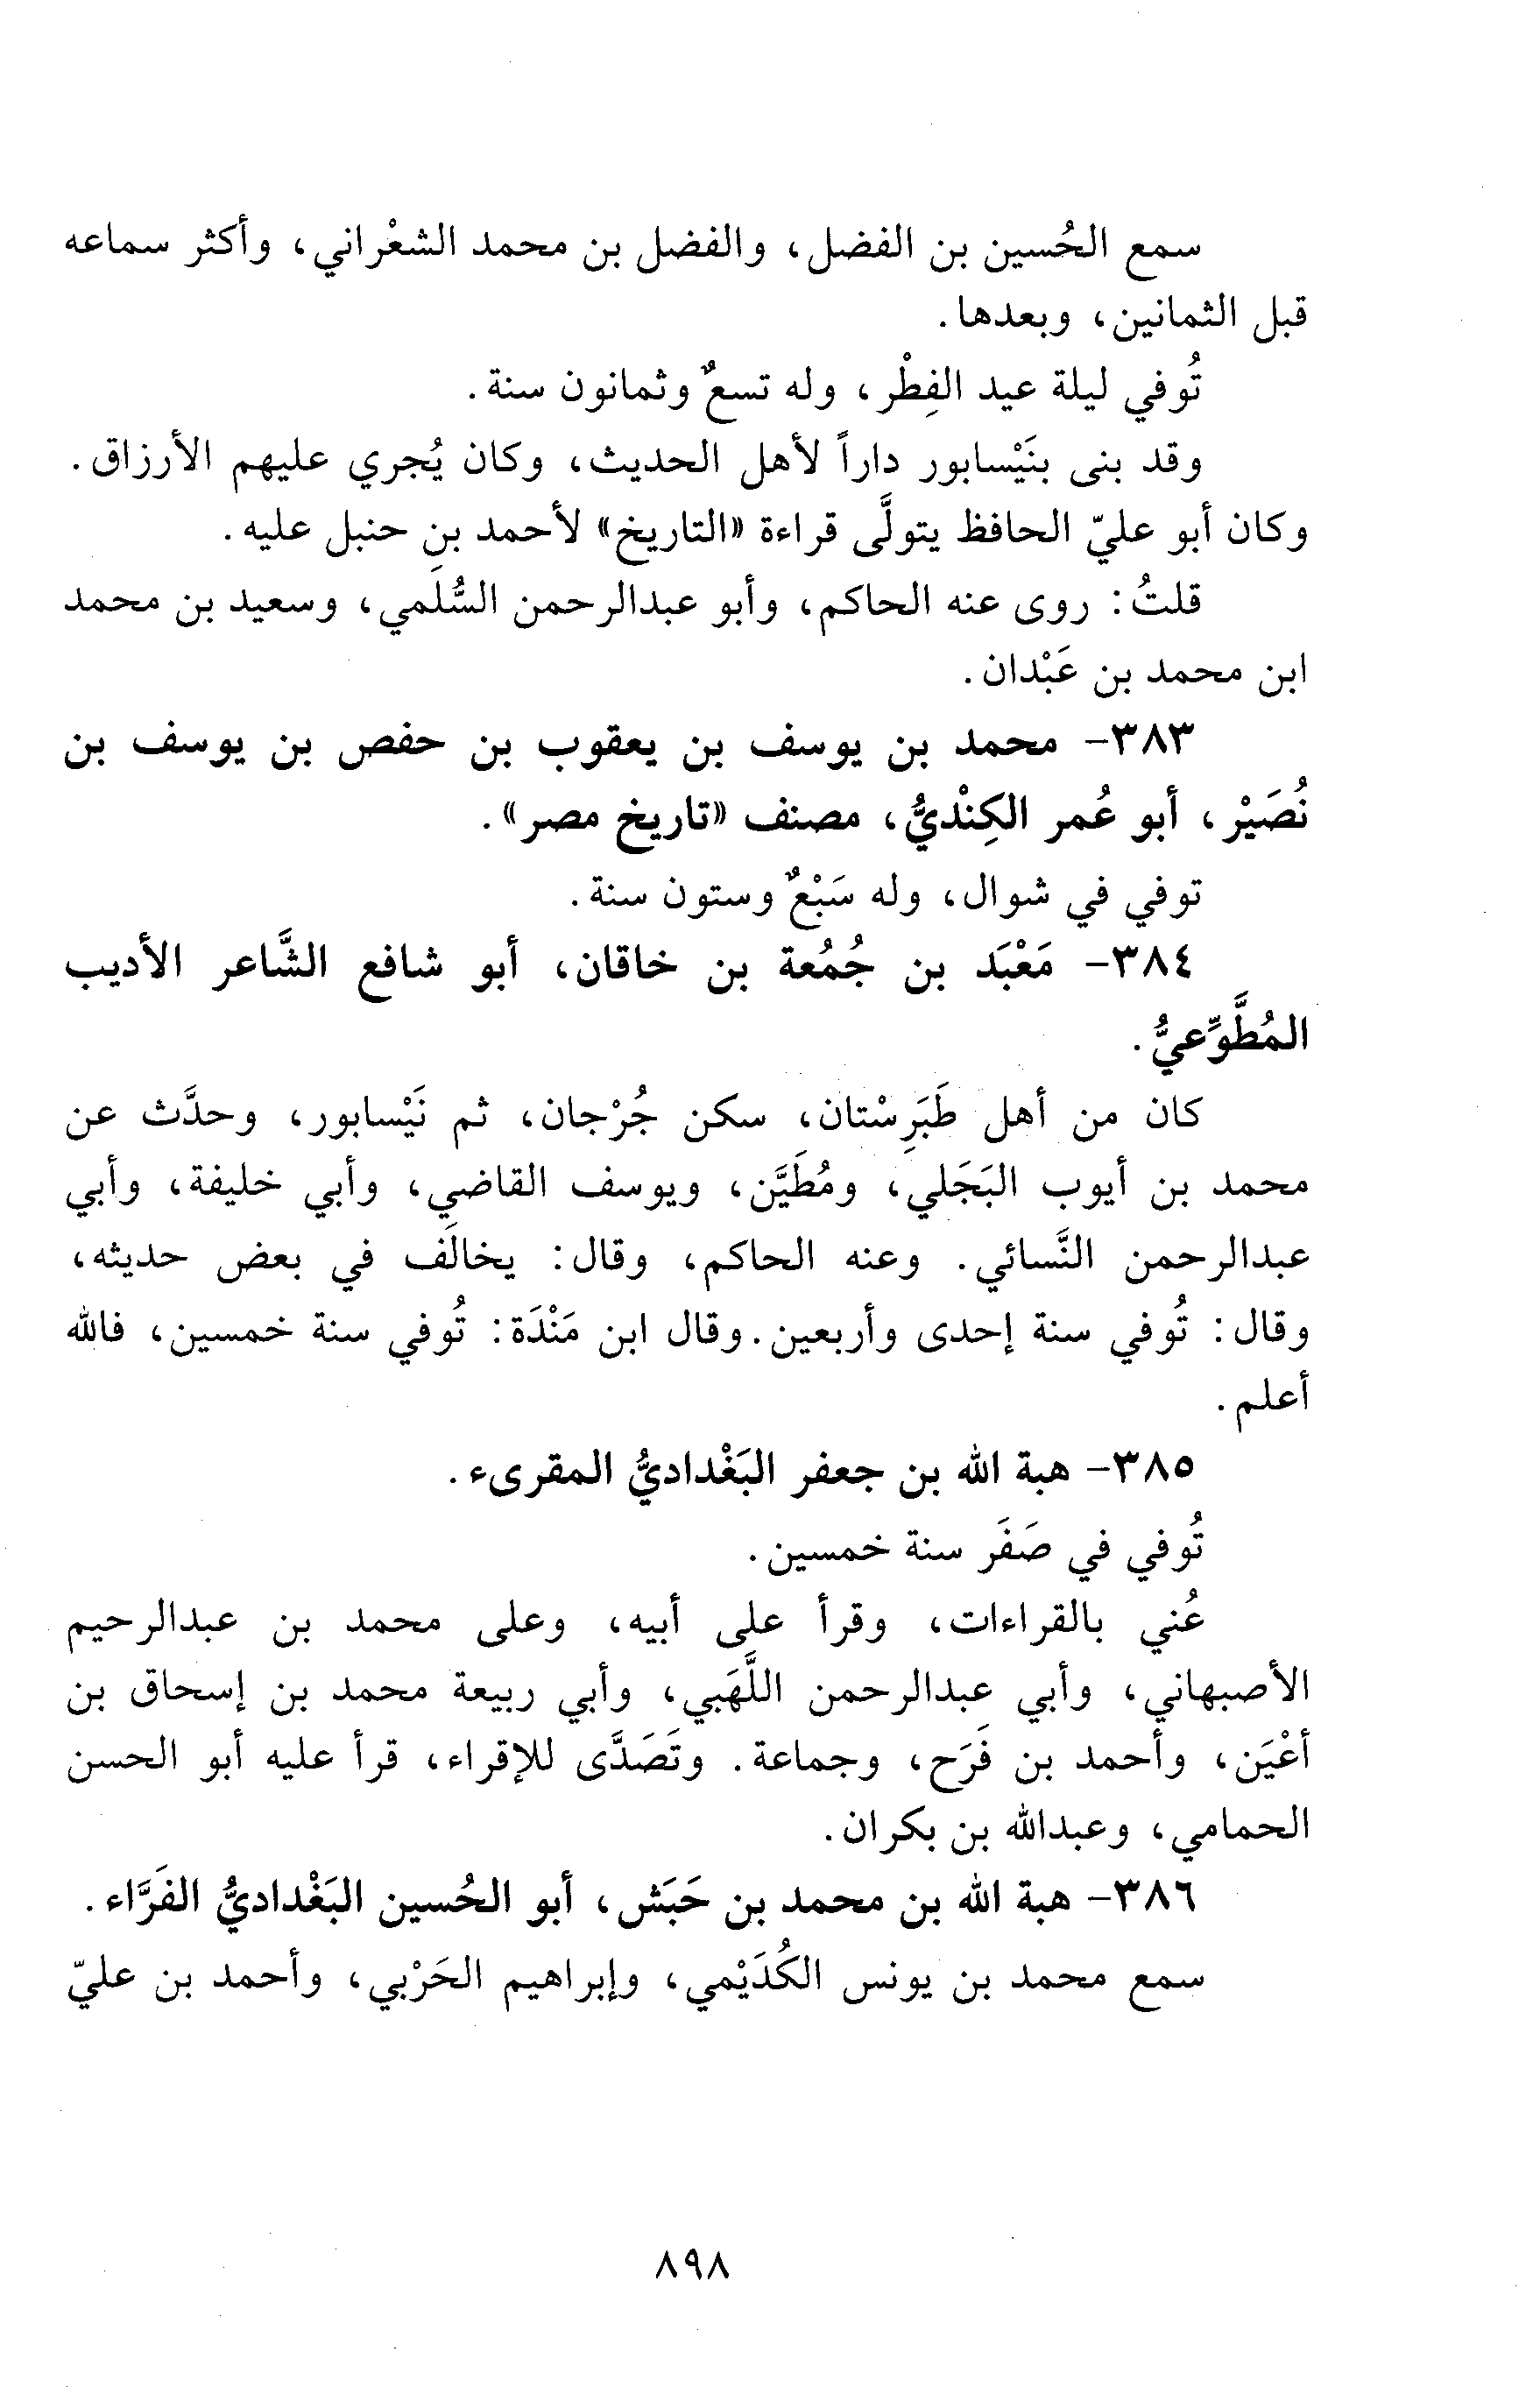 سمع الحُسين بن الفضل، والفضل بن محمد الشعْراني، وأكثر سماعه
قبل الثمانين، وبعدها.
تُوفي ليلة عيد الفِطْر، وله تسعٌ وثمانون سنة.
وقد بنى بنَيْسابور داراً لأهل الحديث، وكان يُجري عليهم الأرزاق.
وكان أبو عليّ الحافظ يتولَّى قراءة «التاريخ» لأحمد بن حنبل عليه.
قلتُ: روى عنه الحاكم، وأبو عبدالرحمن السُّلَمي، وسعيد بن محمد
ابن محمد بن عَبْدان.
٣٨٣- محمد بن يوسف بن يعقوب بن حفص بن يوسف بن
نُصَيْر، أبو عُمر الكِنْديُّ، مصنف «تاريخ مصر».
توفي في شوال، وله سَبْعٌ وستون سنة.
٣٨٤- مَعْبَد بن جُمُعة بن خاقان، أبو شافع الشَّاعر الأديب
المُطَّوِّعيُّ.
كان من أهل طَبَرِسْتان، سكن جُرْجان، ثم نَيْسابور، وحدَّث عن
محمد بن أيوب البَجَلي، ومُطَيَّن، ويوسف القاضي، وأبي خليفة، وأبي
عبدالرحمن النَّسائي. وعنه الحاكم، وقال: يخالَف في بعض حديثه،
وقال: تُوفي سنة إحدى وأربعين. وقال ابن مَنْدَة: تُوفي سنة خمسين، فالله
أعلم.
٣٨٥- هبة الله بن جعفر البَغْداديُّ المقرىء.
تُوفي في صَفَر سنة خمسين.
عُني بالقراءات، وقرأ على أبيه، وعلى محمد بن عبدالرحيم
الأصبهاني، وأبي عبدالرحمن اللَّهَبي، وأبي ربيعة محمد بن إسحاق بن
أعْيَن، وأحمد بن فَرَح، وجماعة. وتَصَدَّى للإقراء، قرأ عليه أبو الحسن
الحمامي، وعبدالله بن بكران.
٣٨٦- هبة الله بن محمد بن حَبَش، أبو الحُسين البَغْداديُّ الفَرَّاء.
سمع محمد بن يونس الكُدَيْمي، وإبراهيم الحَرْبي، وأحمد بن عليّ
٨٩٨